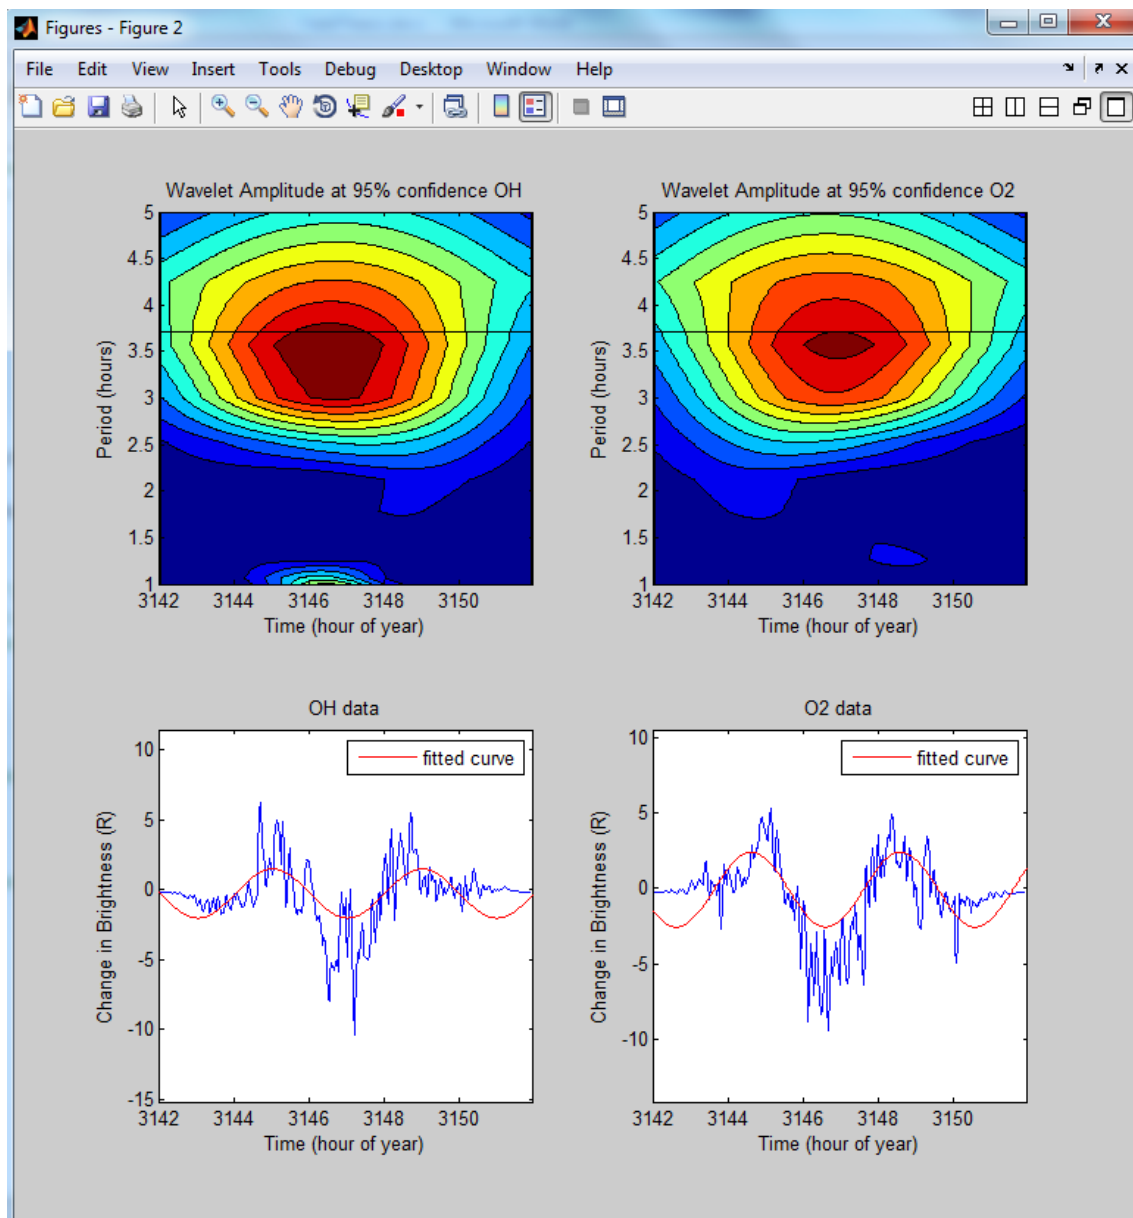 Figures - Figure 2
File Edit View Insert Tools Debug Desktop Window Help
Wavelet Amplitude at 95% confidence OH
5
4.5
4
3.5
3
2.5
2
1.5
1
Period (hours)
3142 3144 3146 3148 3150
Time (hour of year)
Wavelet Amplitude at 95% confidence O2
5
4.5
4
3.5
3
2.5
2
1.5
1
Period (hours)
3142 3144 3146 3148 3150
Time (hour of year)
OH data
fitted curve
10
5
0
-5
-10
-15
Change in Brightness (R)
3142 3144 3146 3148 3150
Time (hour of year)
O2 data
fitted curve
10
5
0
-5
-10
Change in Brightness (R)
3142 3144 3146 3148 3150
Time (hour of year)